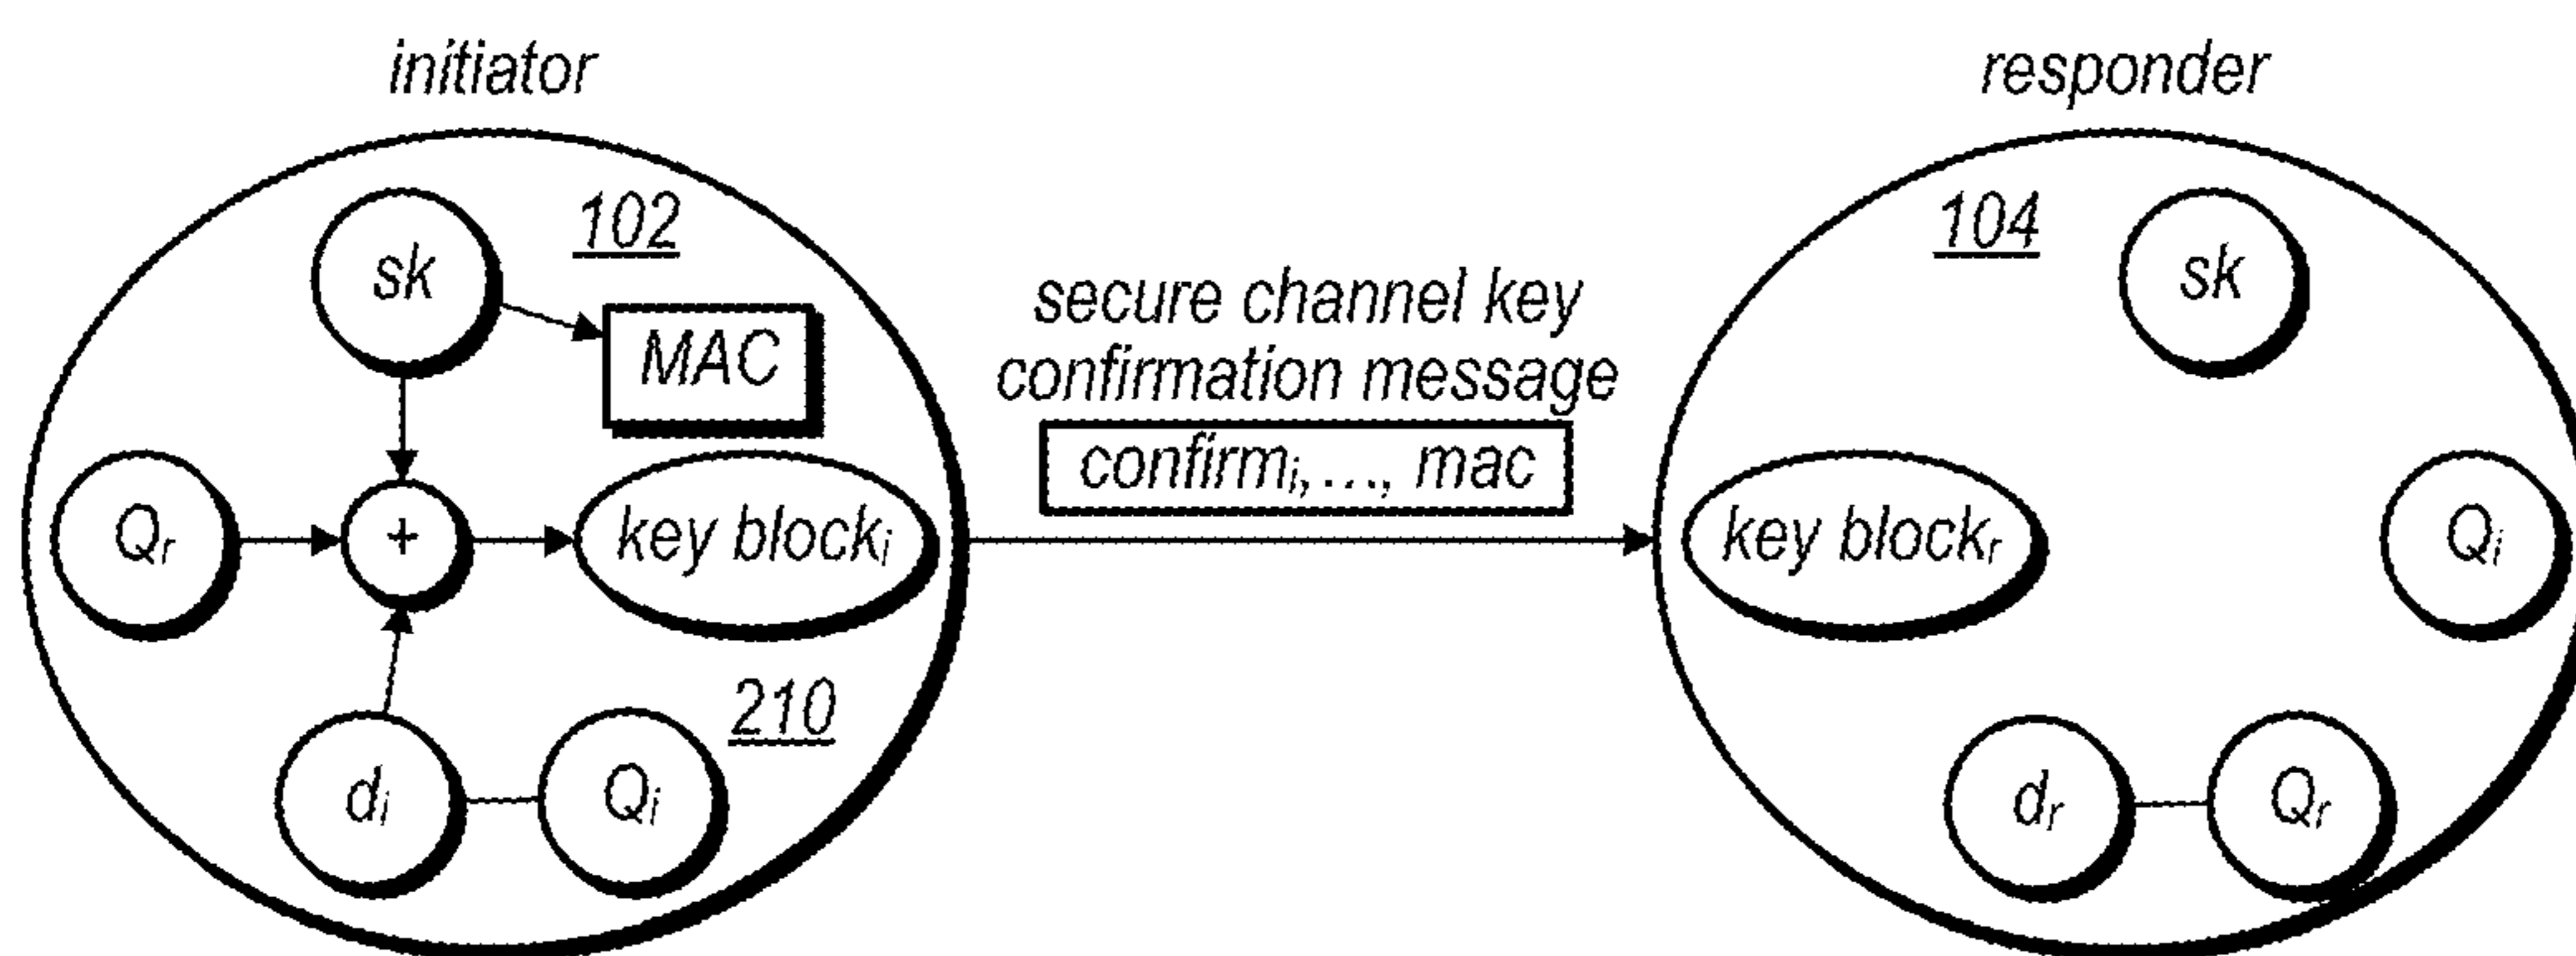 initiator
responder
sk
102
MAC
Qr
+
key blocki
210
di
Qi
secure channel key
confirmation message
confirmi,..., mac
104
sk
key blockr
Qi
dr
Qr